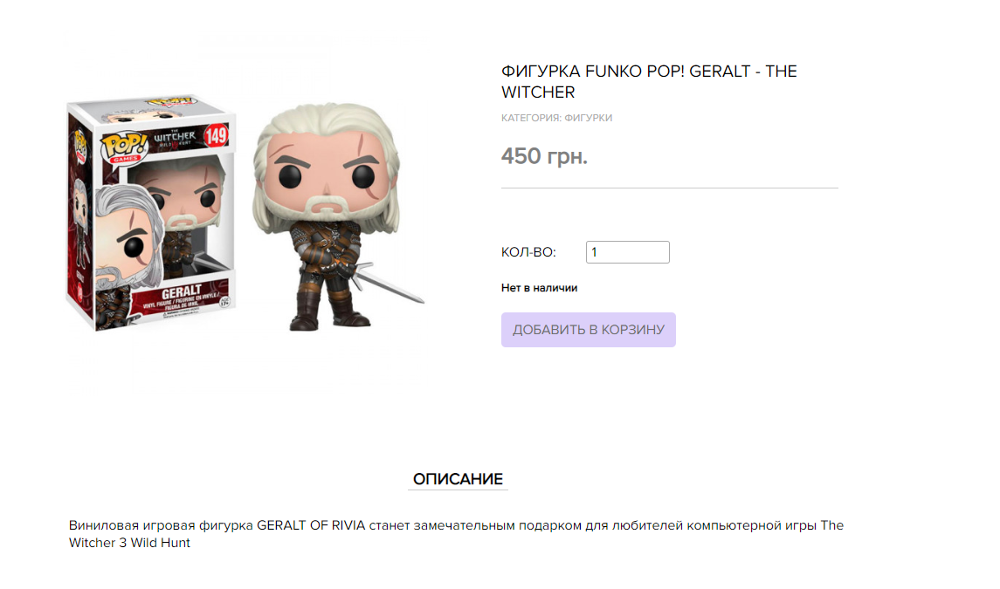 POP!
GAMES
THE
WITCHER
WILD HUNT
149
GERALT
VINYL FIGURE / FIGURINE EN VINYLE /
FIGURA DE VINIL
17+
ФИГУРКА FUNKO POP! GERALT - THE
WITCHER
КАТЕГОРИЯ: ФИГУРКИ
450 грн.
КОЛ-ВО: 1
Нет в наличии
ДОБАВИТЬ В КОРЗИНУ
ОПИСАНИЕ
Виниловая игровая фигурка GERALT OF RIVIA станет замечательным подарком для любителей компьютерной игры The
Witcher 3 Wild Hunt